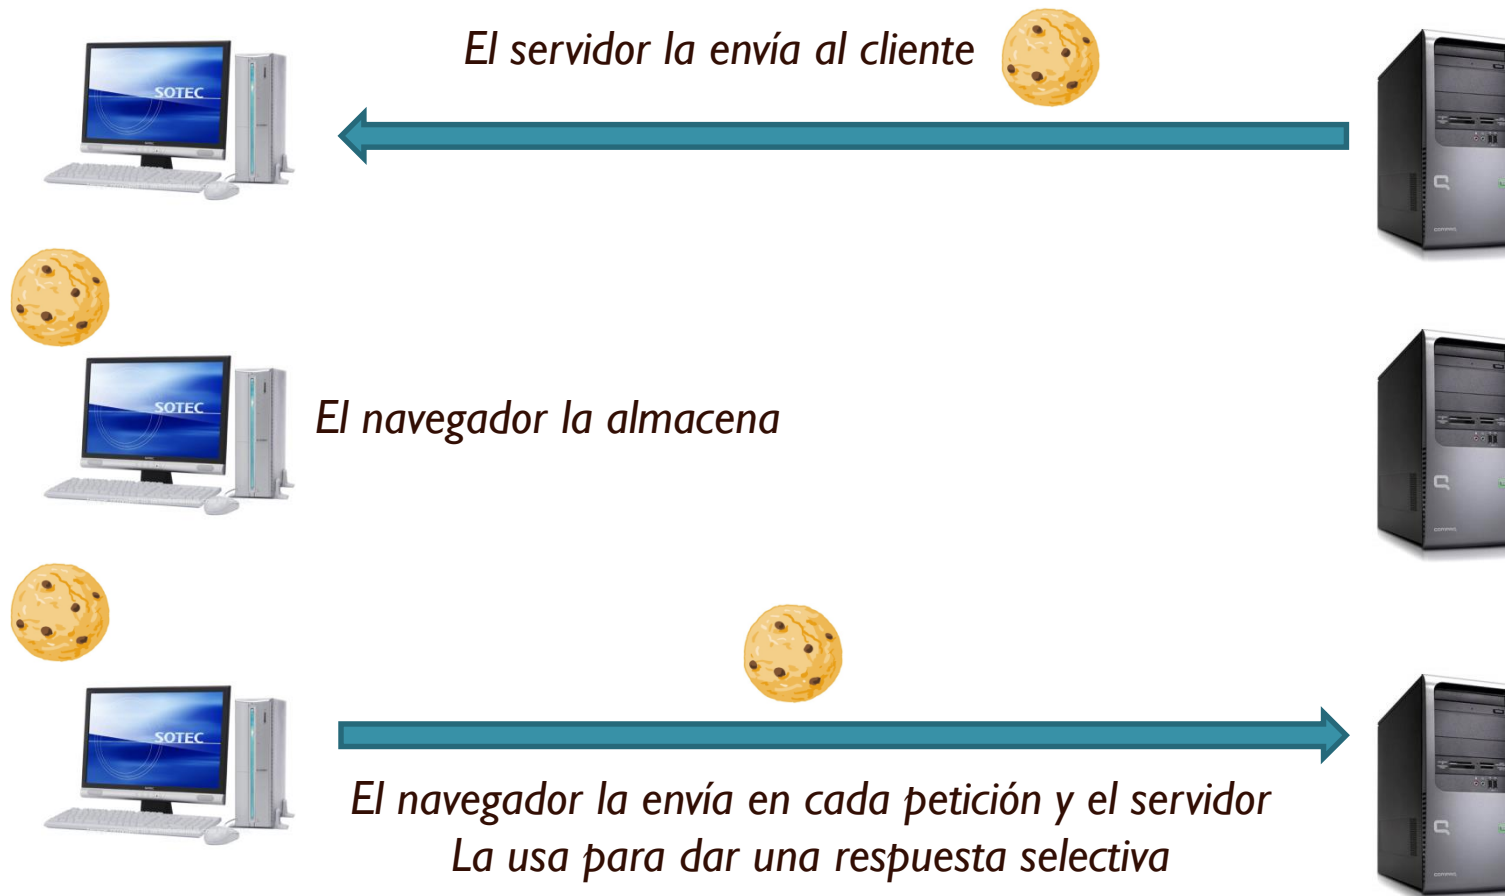 El servidor la envía al cliente
SOTEC
SOTEC
El navegador la almacena
SOTEC
El navegador la envía en cada petición y el servidor
La usa para dar una respuesta selectiva